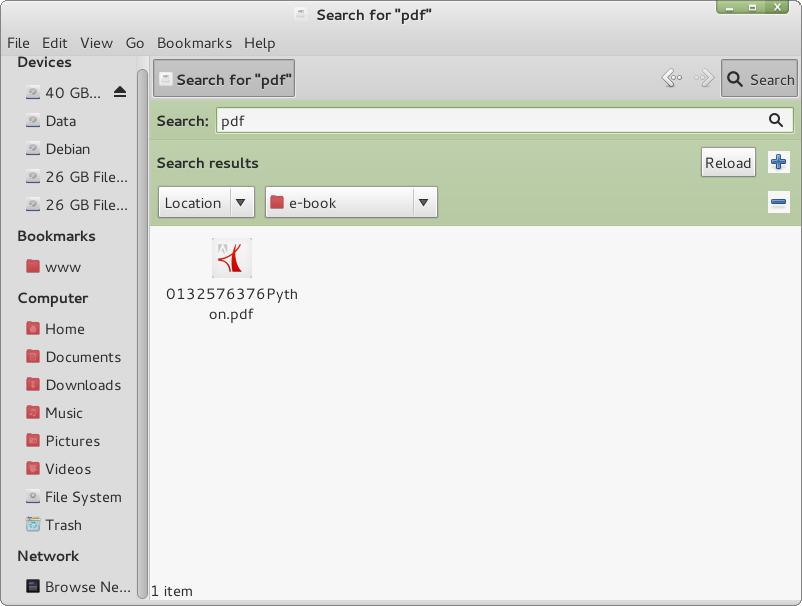 Search for "pdf"
File Edit View Go Bookmarks Help
Devices
40 GB...
Data
Debian
26 GB File...
26 GB File...
Bookmarks
www
Computer
Home
Documents
Downloads
Music
Pictures
Videos
File System
Trash
Network
Browse Ne...
Search for "pdf"
Search
Search: pdf
Search results
Reload
Location
e-book
0132576376Pyth
on.pdf
1 item